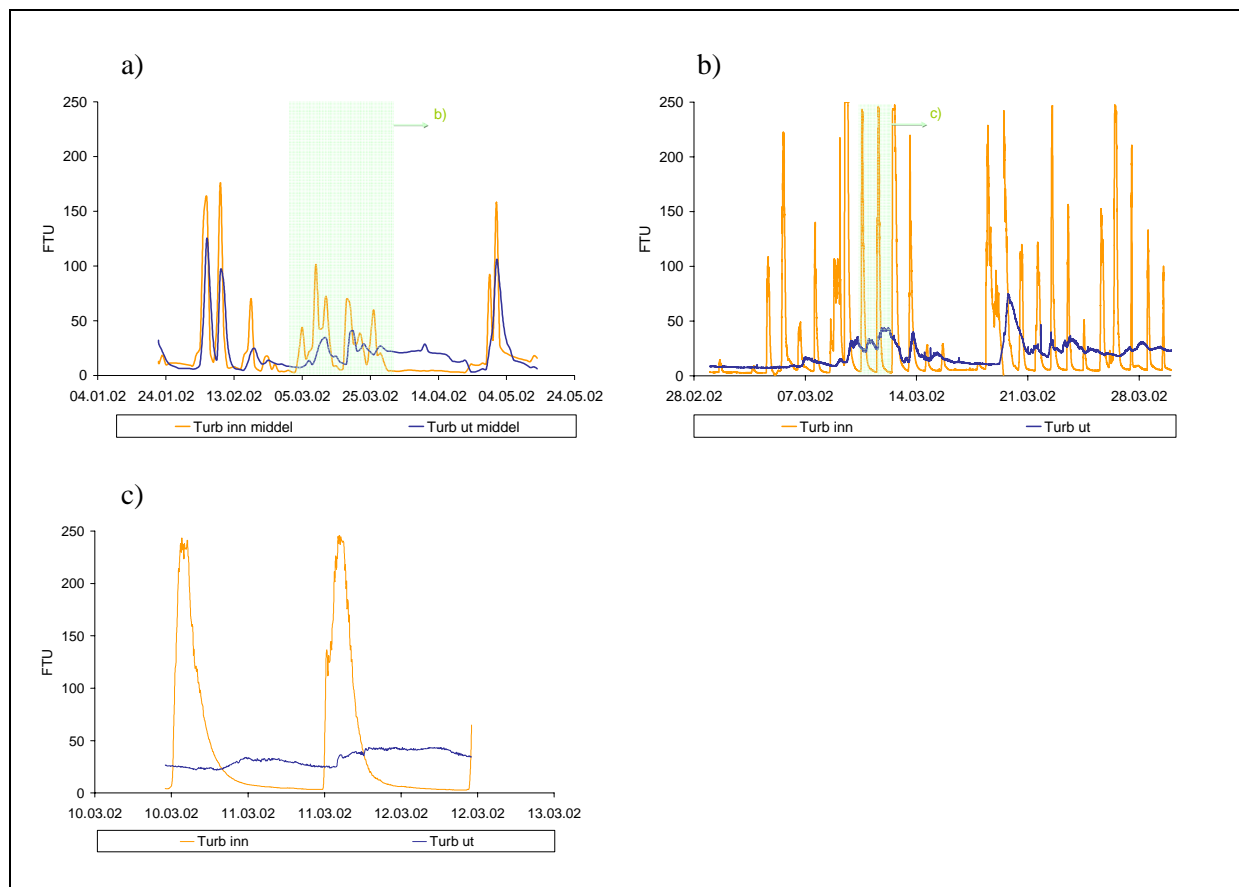 a)
250
200
150
100
50
0
FTU
b)
04.01.02 24.01.02 13.02.02 05.03.02 25.03.02 14.04.02 04.05.02 24.05.02
Turb inn middel Turb ut middel
b)
250
200
150
100
50
0
FTU
c)
28.02.02 07.03.02 14.03.02 21.03.02 28.03.02
Turb inn Turb ut
c)
250
200
150
100
50
0
FTU
10.03.02 10.03.02 11.03.02 11.03.02 12.03.02 12.03.02 13.03.02
Turb inn Turb ut